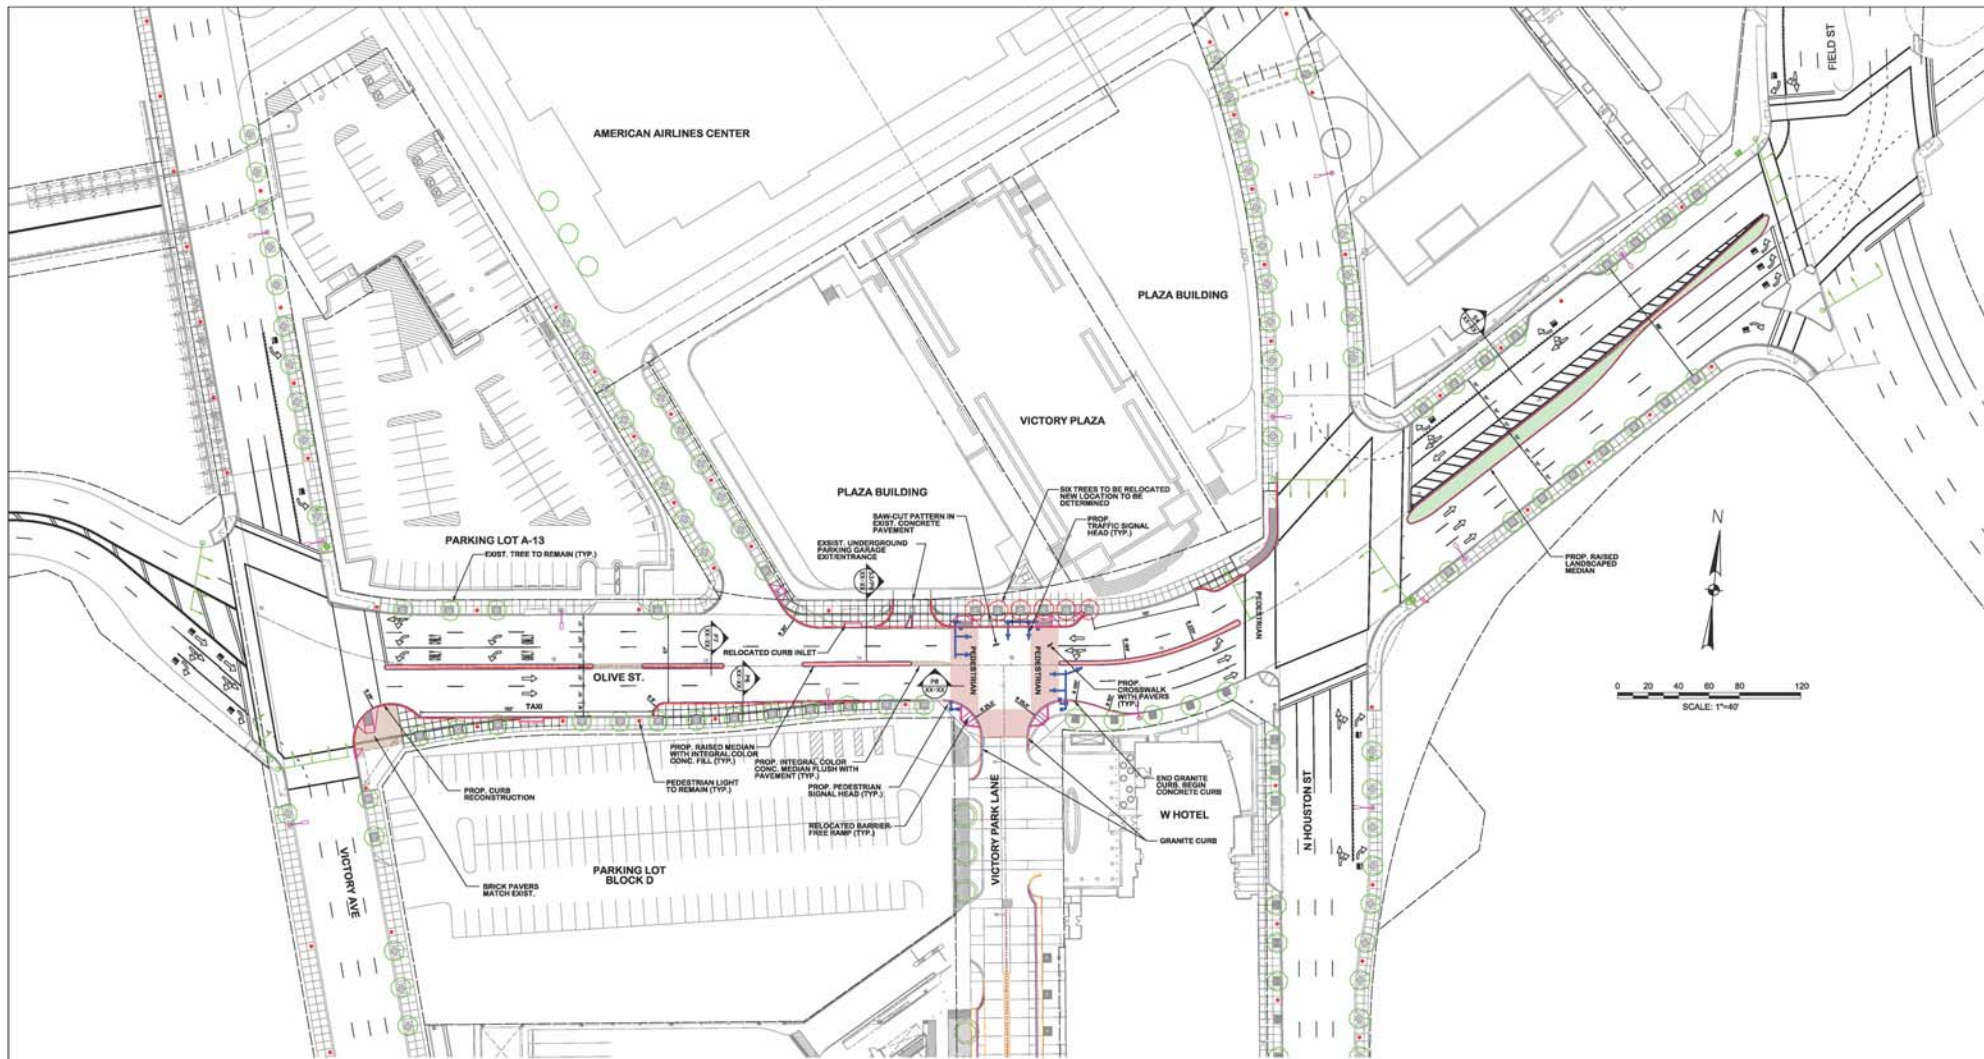 FIELD ST
AMERICAN AIRLINES CENTER
PLAZA BUILDING
VICTORY PLAZA
PLAZA BUILDING
SIX TREES TO BE RELOCATED
NEW LOCATION TO BE
DETERMINED
SAW-CUT PATTERN IN
EXIST. CONCRETE
PAVEMENT
PROP.
TRAFFIC SIGNAL
HEAD (TYP.)
PARKING LOT A-13
EXIST. TREE TO REMAIN (TYP.)
EXSIST. UNDERGROUND
PARKING GARAGE
EXIT/ENTRANCE
PROP. RAISED
LANDSCAPED
MEDIAN
N
PEDESTRIAN
RELOCATED CURB INLET
PEDESTRIAN
PEDESTRIAN
OLIVE ST.
TAXI
PROP.
CROSSWALK
WITH PAVERS
(TYP.)
0 20 40 60 80 120
SCALE: 1"=40'
PROP. RAISED MEDIAN
WITH INTEGRAL COLOR
CONC. FILL (TYP.)
PROP. INTEGRAL COLOR
CONC. MEDIAN FLUSH WITH
PAVEMENT (TYP.)
PROP. CURB
RECONSTRUCTION
PEDESTRIAN LIGHT
TO REMAIN (TYP.)
PROP. PEDESTRIAN
SIGNAL HEAD (TYP.)
END GRANITE
CURB. BEGIN
CONCRETE CURB
W HOTEL
RELOCATED BARRIER
FREE RAMP (TYP.)
GRANITE CURB
VICTORY PARK LANE
N HOUSTON ST
PARKING LOT
BLOCK D
VICTORY AVE
BRICK PAVERS
MATCH EXIST.